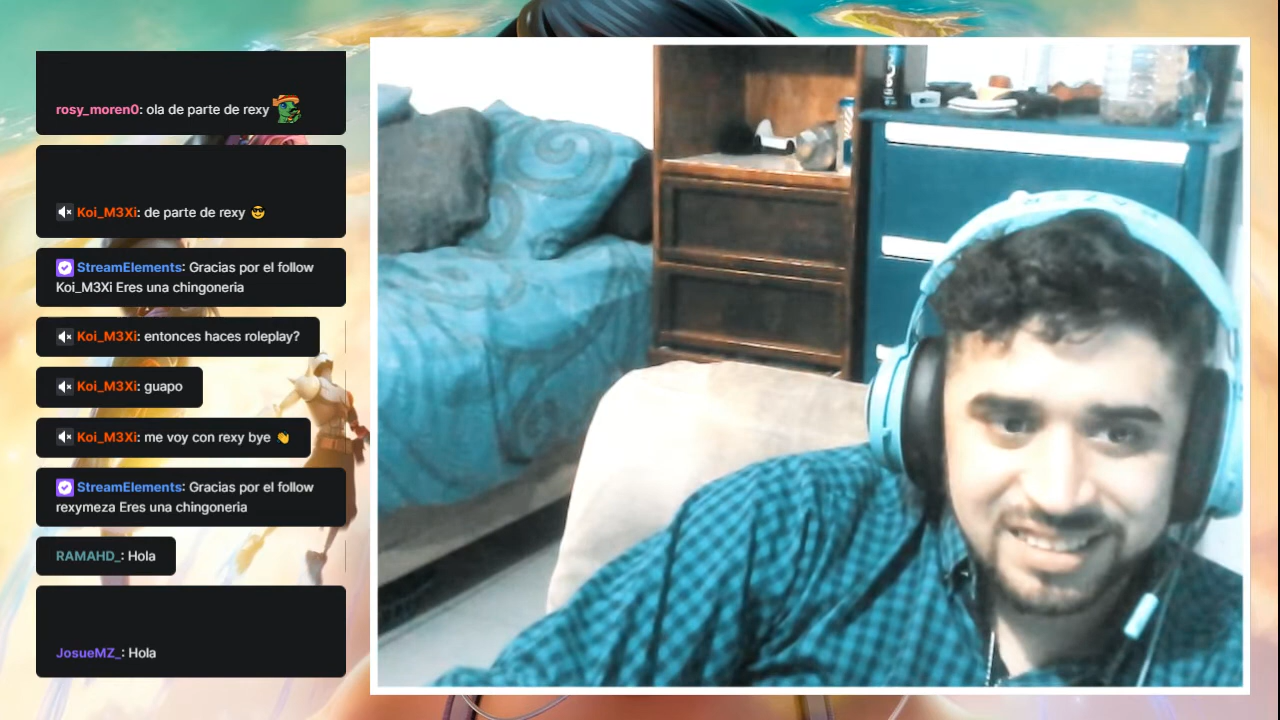 rosy_moren0: ola de parte de rexy
Koi_M3Xi: de parte de rexy 😎
StreamElements: Gracias por el follow
Koi_M3Xi Eres una chingoneria
Koi_M3Xi: entonces haces roleplay?
Koi_M3Xi: guapo
Koi_M3Xi: me voy con rexy bye 👏
StreamElements: Gracias por el follow
rexymeza Eres una chingoneria
RAMAHD_: Hola
JosueMZ_: Hola